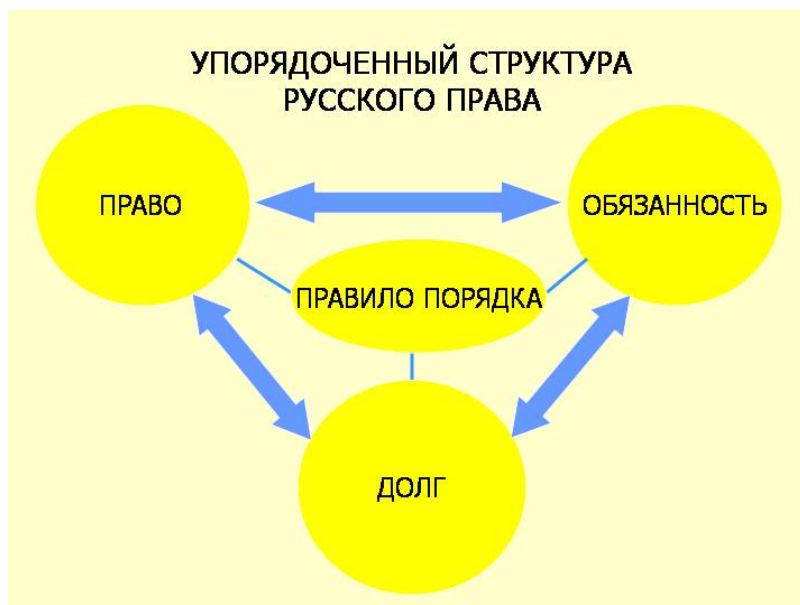 УПОРЯДОЧЕННЫЙ СТРУКТУРА
РУССКОГО ПРАВА
ПРАВО
ОБЯЗАННОСТЬ
ПРАВИЛО ПОРЯДКА
ДОЛГ